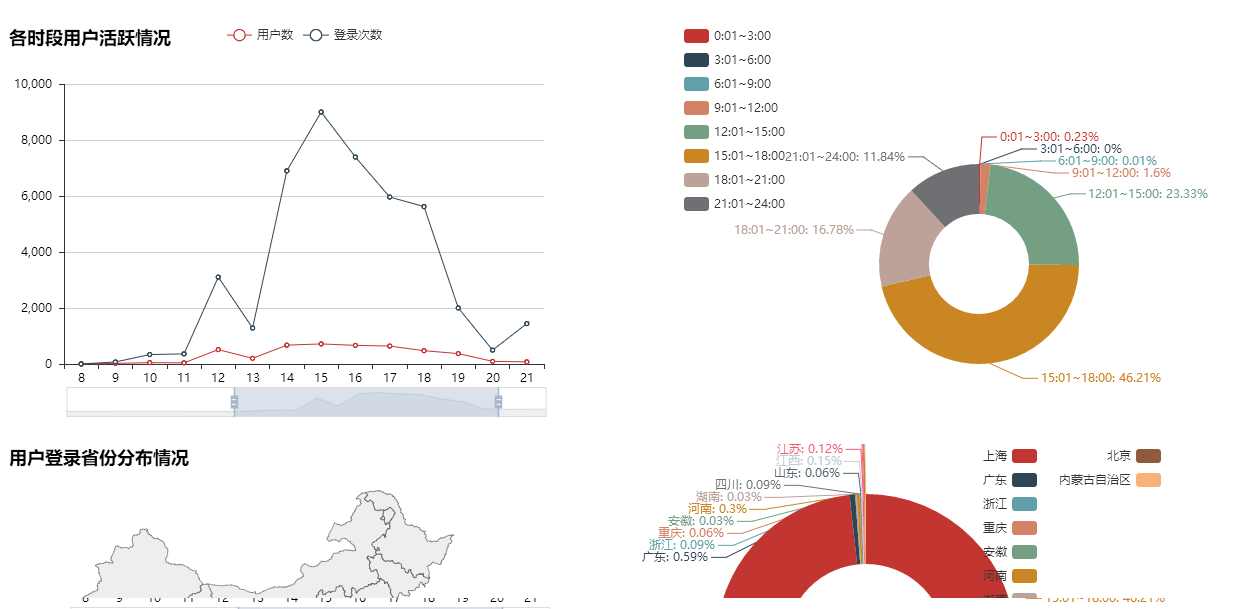 各时段用户活跃情况
用户数 登录次数
10,000
8,000
6,000
4,000
2,000
0
8 9 10 11 12 13 14 15 16 17 18 19 20 21
0:01~3:00
3:01~6:00
6:01~9:00
9:01~12:00
12:01~15:00
15:01~18:00
18:01~21:00
21:01~24:00
0:01~3:00: 0.23%
3:01~6:00: 0%
6:01~9:00: 0.01%
9:01~12:00: 1.6%
12:01~15:00: 23.33%
21:01~24:00: 11.84%
18:01~21:00: 16.78%
15:01~18:00: 46.21%
用户登录省份分布情况
江苏: 0.12%
江西: 0.15%
山东: 0.06%
四川: 0.09%
湖南: 0.03%
河南: 0.3%
安徽: 0.03%
重庆: 0.06%
浙江: 0.09%
广东: 0.59%
上海
广东
浙江
重庆
安徽
河南
湖南
北京
内蒙古自治区
8 9 10 11 12 13 14 15 16 17 18 19 20 21
15:01~18:00: 46.21%